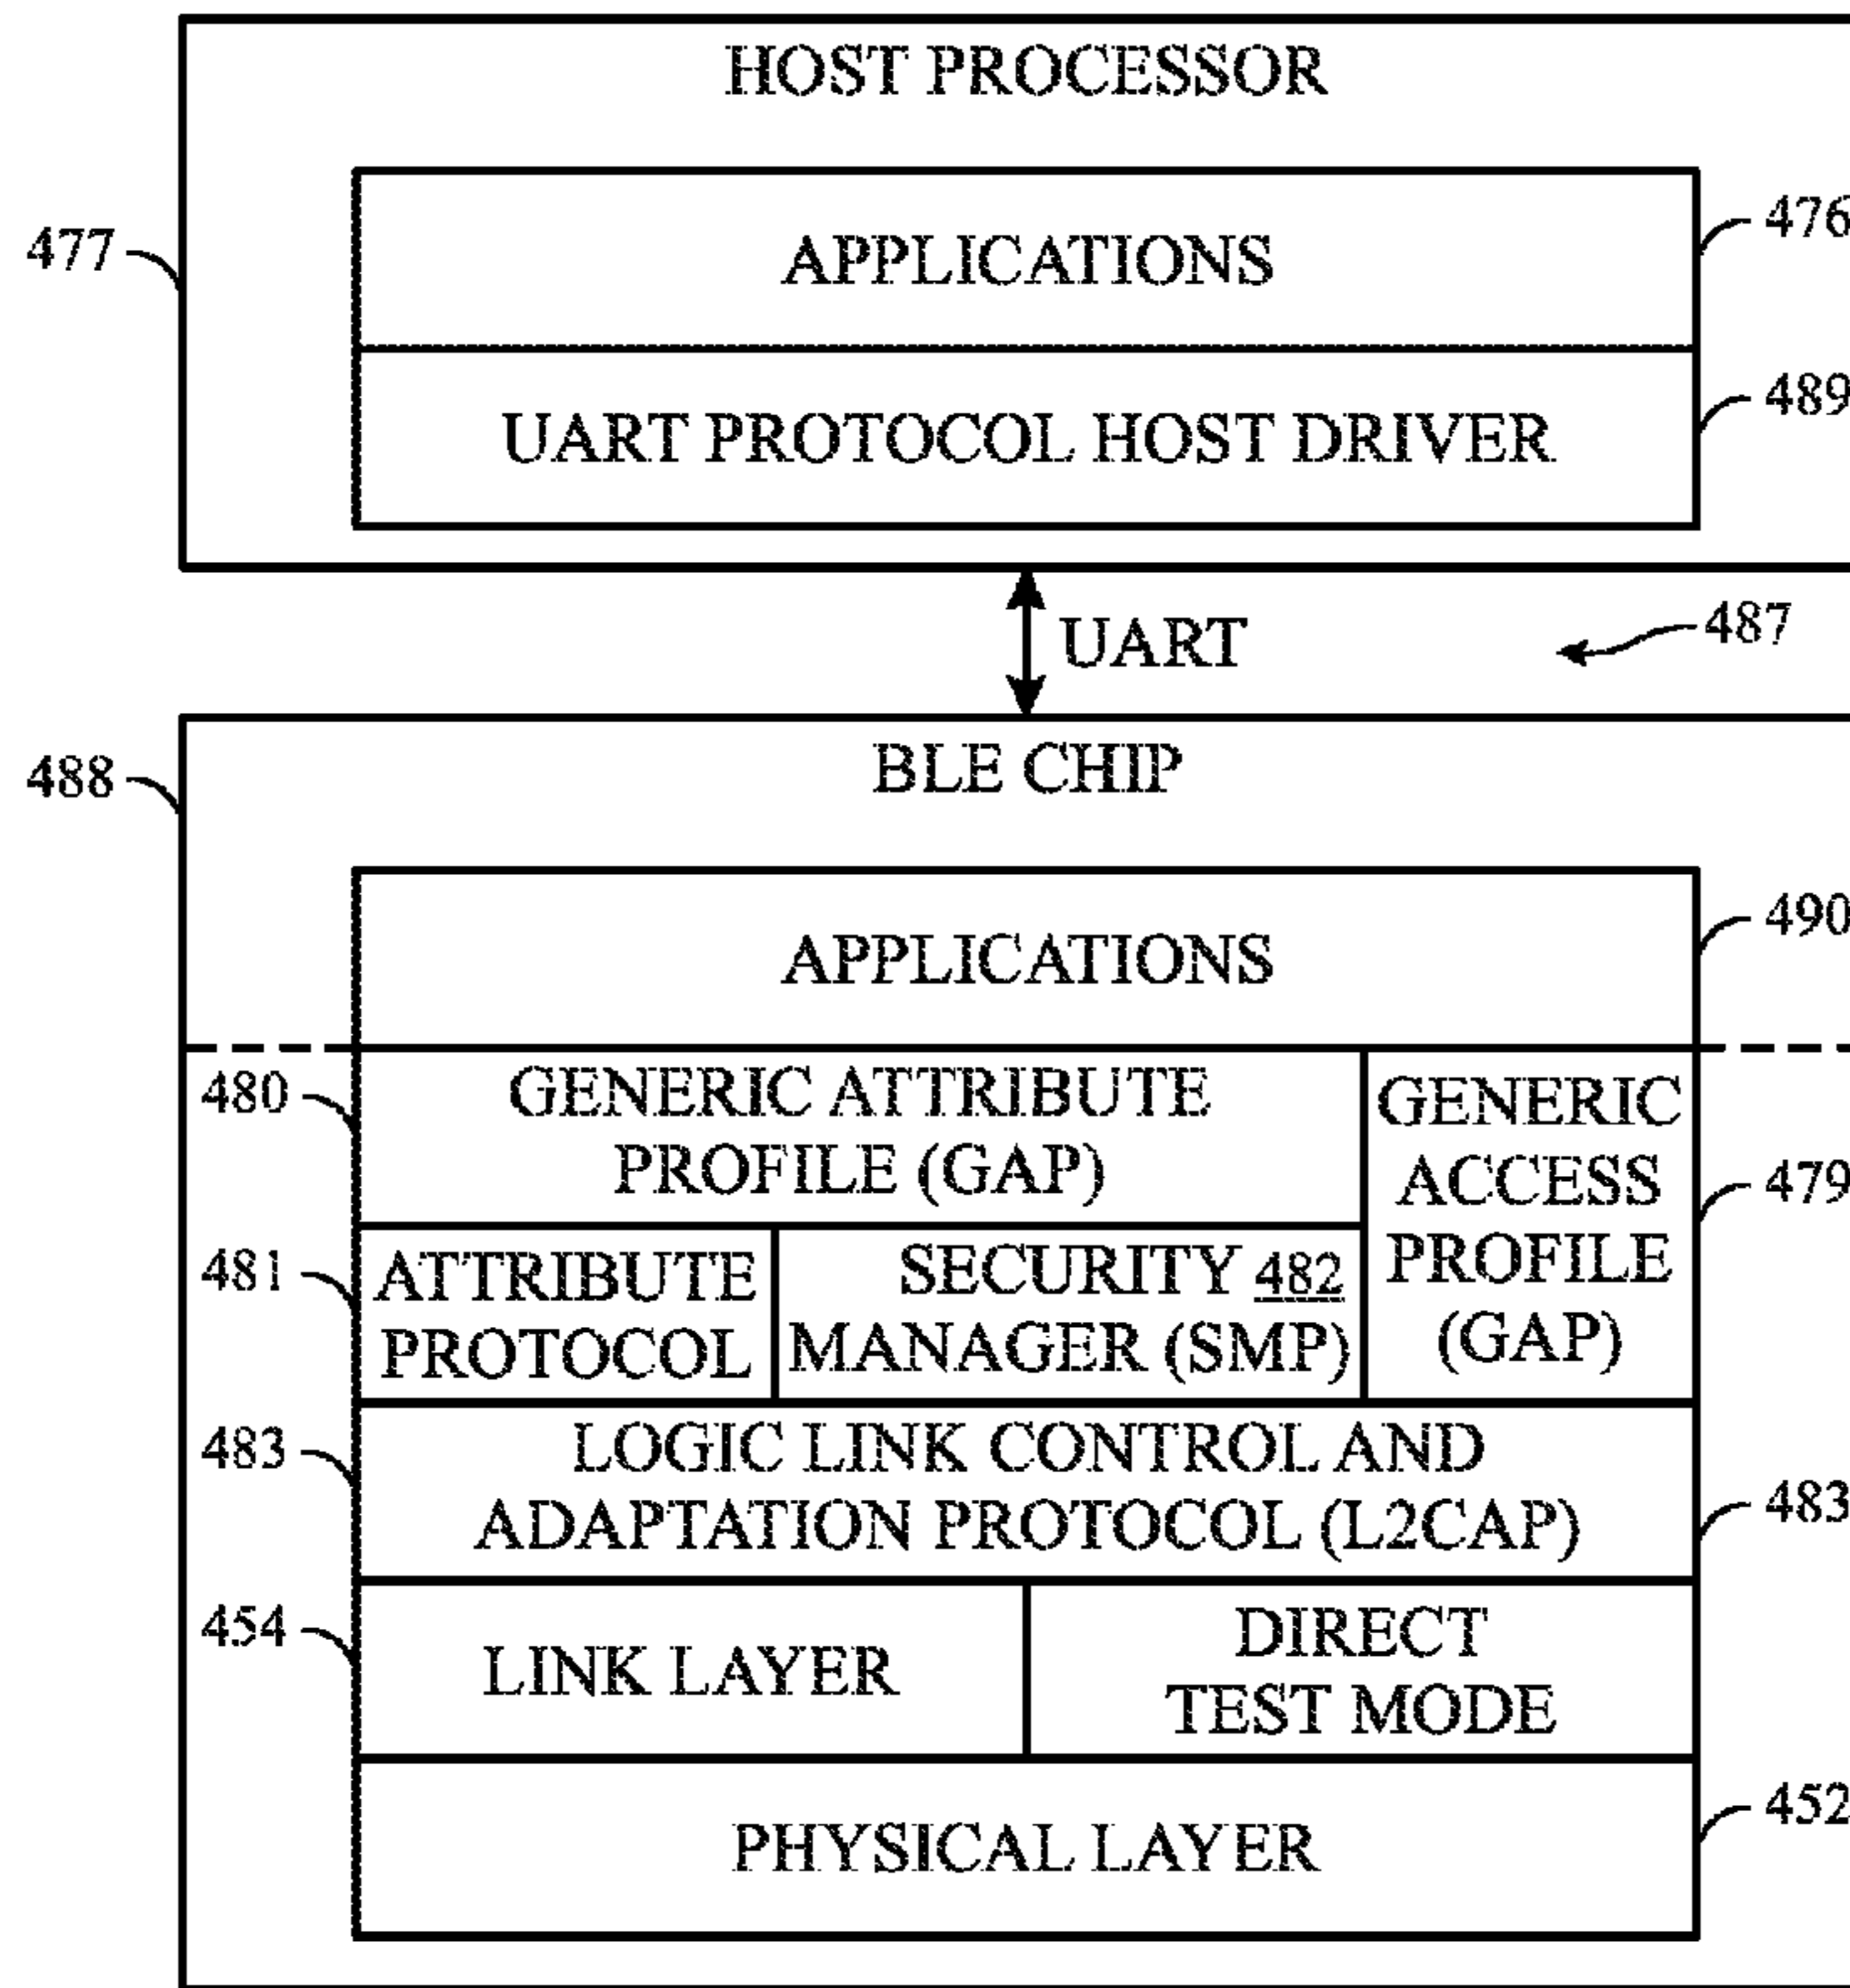 HOST PROCESSOR
477
APPLICATIONS
476
UART PROTOCOL HOST DRIVER
489
UART
487
488
BLE CHIP
APPLICATIONS
490
480
GENERIC ATTRIBUTE
PROFILE (GAP)
GENERIC
ACCESS
PROFILE
(GAP)
479
481
ATTRIBUTE
PROTOCOL
SECURITY 482
MANAGER (SMP)
483
LOGIC LINK CONTROL AND
ADAPTATION PROTOCOL (L2CAP)
483
454
LINK LAYER
DIRECT
TEST MODE
PHYSICAL LAYER
452